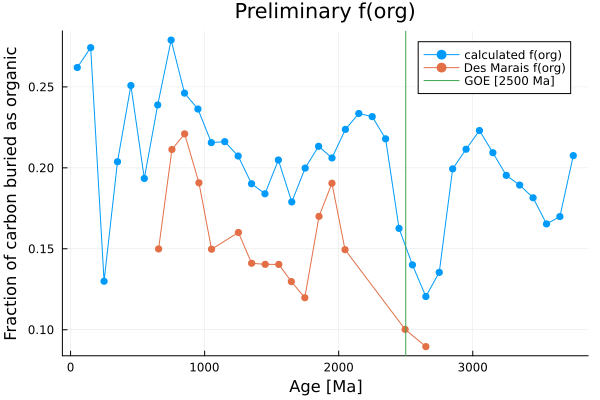 Preliminary f(org)
Fraction of carbon buried as organic
0.25
0.20
0.15
0.10
calculated f(org)
Des Marais f(org)
GOE [2500 Ma]
0
1000
2000
3000
Age [Ma]